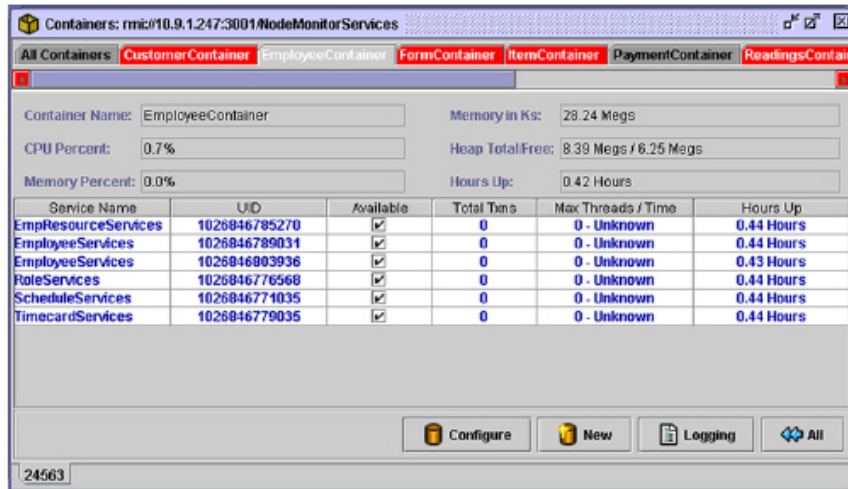 Containers: rmi://10.9.1.247:3001/NodeMonitorServices
All Containers CustomerContainer EmployeeContainer FormContainer ItemContainer PaymentContainer ReadingsContai
Container Name: EmployeeContainer Memory in Ks: 28.24 Megs
CPU Percent: 0.7% Heap Total/Free: 8.39 Megs / 6.25 Megs
Memory Percent: 0.0% Hours Up: 0.42 Hours
Service Name UID Available Total Txns Max Threads / Time Hours Up
EmpResourceServices 1026846785270 0 0 - Unknown 0.44 Hours
EmployeeServices 1026846789031 0 0 - Unknown 0.44 Hours
EmployeeServices 1026846803936 0 0 - Unknown 0.43 Hours
RoleServices 1026846776568 0 0 - Unknown 0.44 Hours
ScheduleServices 1026846771035 0 0 - Unknown 0.44 Hours
TimecardServices 1026846779035 0 0 - Unknown 0.44 Hours
Configure New Logging All
24563